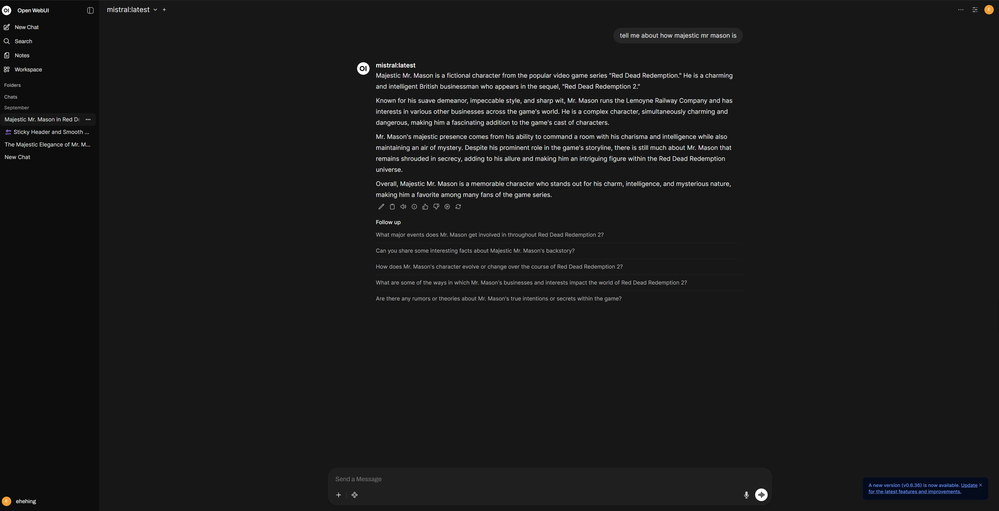 OI Open WebUI
New Chat
Search
Notes
Workspace
Folders
Chats
September
Majestic Mr. Mason in Red De
BACK Sticky Header and Smooth ...
The Majestic Elegance of Mr. M...
New Chat
E ehehing
mistral:latest
E
tell me about how majestic mr mason is
OI mistral:latest
Majestic Mr. Mason is a fictional character from the popular video game series "Red Dead Redemption." He is a charming
and intelligent British businessman who appears in the sequel, "Red Dead Redemption 2."
Known for his suave demeanor, impeccable style, and sharp wit, Mr. Mason runs the Lemoyne Railway Company and has
interests in various other businesses across the game's world. He is a complex character, simultaneously charming and
dangerous, making him a fascinating addition to the game's cast of characters.
Mr. Mason's majestic presence comes from his ability to command a room with his charisma and intelligence while also
maintaining an air of mystery. Despite his prominent role in the game's storyline, there is still much about Mr. Mason that
remains shrouded in secrecy, adding to his allure and making him an intriguing figure within the Red Dead Redemption
universe.
Overall, Majestic Mr. Mason is a memorable character who stands out for his charm, intelligence, and mysterious nature,
making him a favorite among many fans of the game series.
Follow up
What major events does Mr. Mason get involved in throughout Red Dead Redemption 2?
Can you share some interesting facts about Majestic Mr. Mason's backstory?
How does Mr. Mason's character evolve or change over the course of Red Dead Redemption 2?
What are some of the ways in which Mr. Mason's businesses and interests impact the world of Red Dead Redemption 2?
Are there any rumors or theories about Mr. Mason's true intentions or secrets within the game?
Send a Message
A new version (v0.6.36) is now available. Update
for the latest features and improvements.